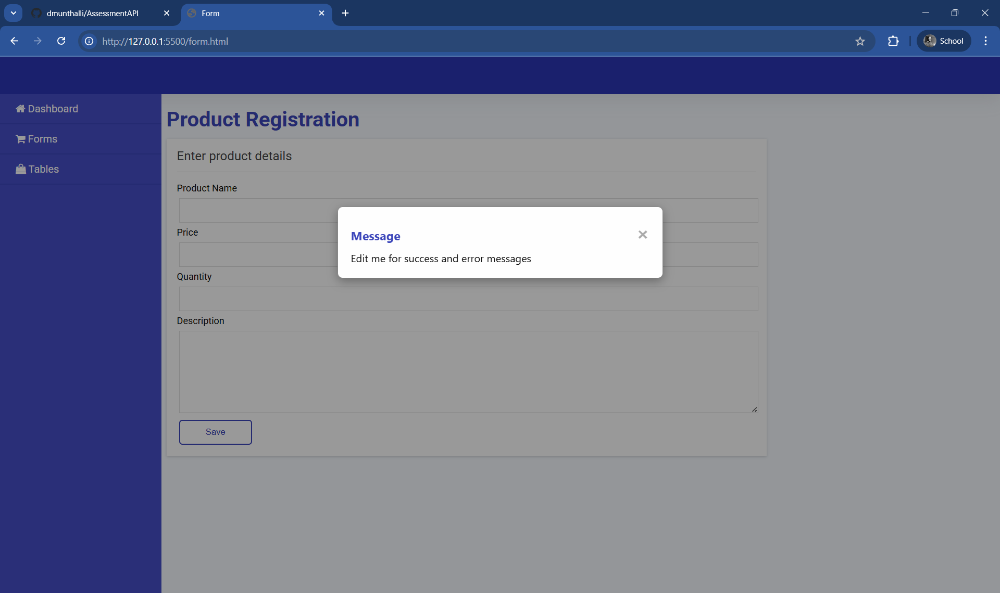 dmunthalli/AssessmentAPI
Form
http://127.0.0.1:5500/form.html
School
Dashboard
Forms
Tables
Product Registration
Enter product details
Product Name
Price
Message
Edit me for success and error messages
Quantity
Description
Save